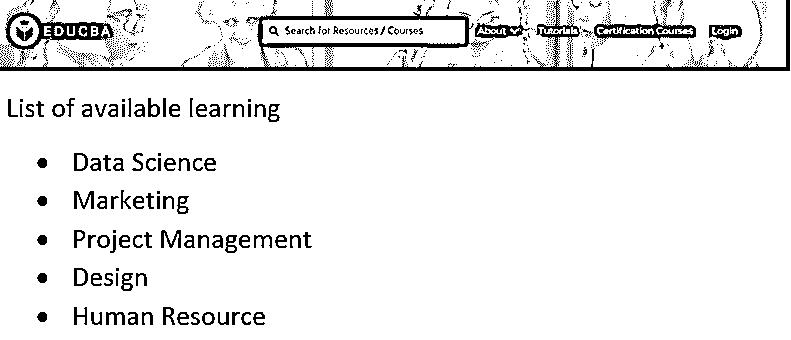 EDUCBA
Search for Resources / Courses
About
Tutorials
Certification Courses
Login
List of available learning
Data Science
Marketing
Project Management
Design
Human Resource